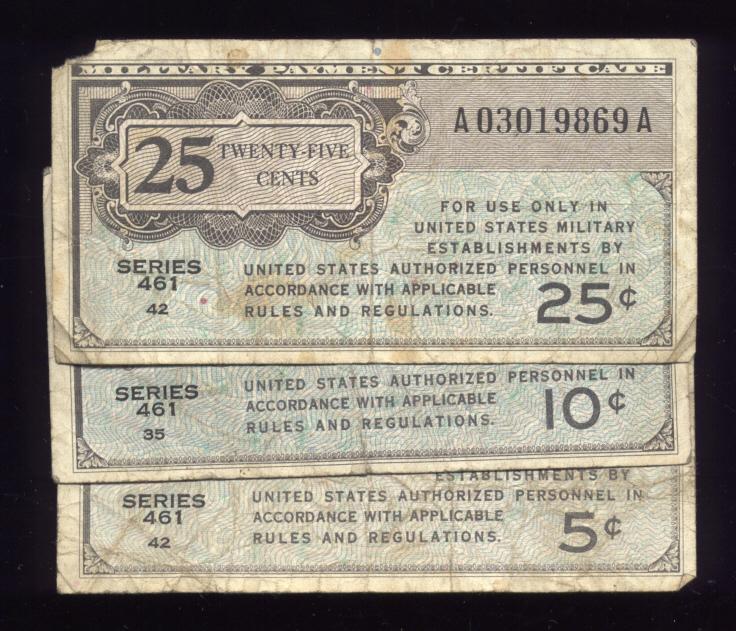 MILITARY PAYMENT CERTIFICATE
A03019869A
25 TWENTY-FIVE
CENTS
FOR USE ONLY IN
UNITED STATES MILITARY
ESTABLISHMENTS BY
UNITED STATES AUTHORIZED PERSONNEL IN
ACCORDANCE WITH APPLICABLE
RULES AND REGULATIONS.
SERIES
461
42
25¢
UNITED STATES AUTHORIZED PERSONNEL IN
ACCORDANCE WITH APPLICABLE
RULES AND REGULATIONS.
SERIES
461
35
10¢
ESTABLISHMENTS BY
UNITED STATES AUTHORIZED PERSONNEL IN
ACCORDANCE WITH APPLICABLE
RULES AND REGULATIONS.
SERIES
461
42
5¢